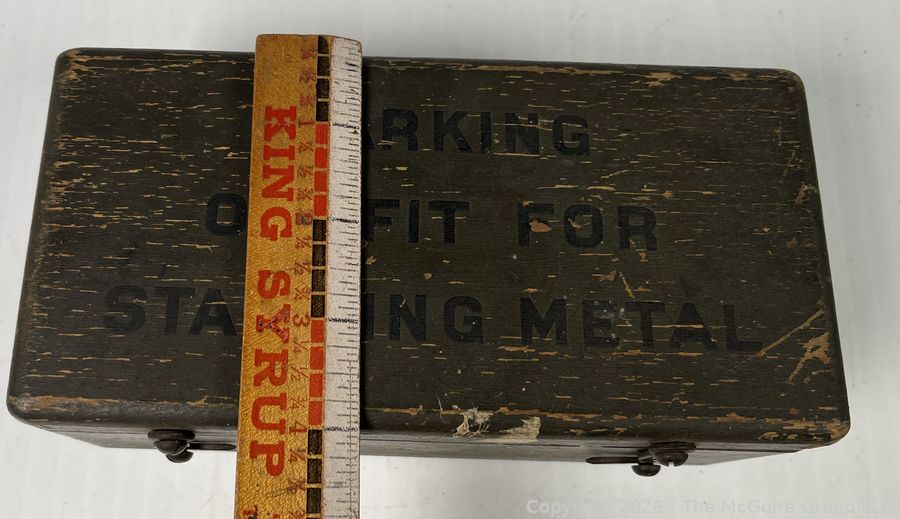 ARKING
O FIT FOR
STA ING METAL
KING SYRUP
1
2
3
4
Copyright 2026 - The McGuire Group LLC